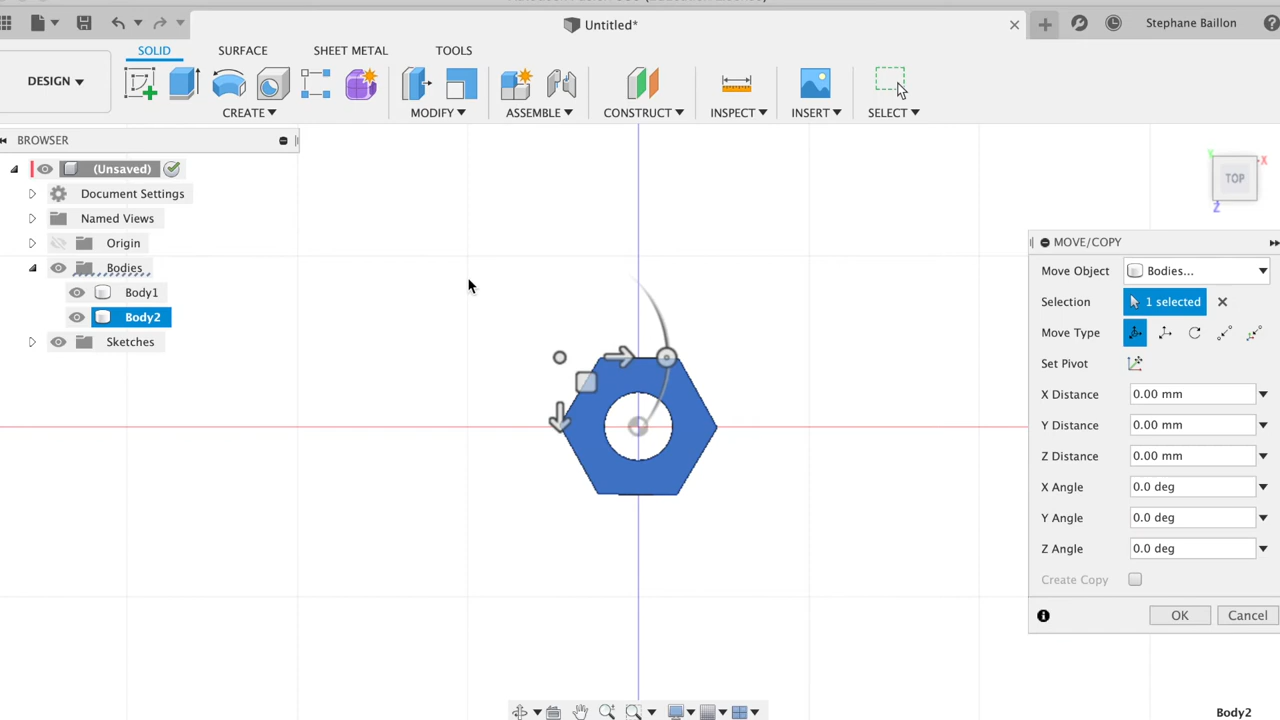 Untitled*
Stephane Baillon
DESIGN
SOLID
SURFACE
SHEET METAL
TOOLS
CREATE
MODIFY
ASSEMBLE
CONSTRUCT
INSPECT
INSERT
SELECT
BROWSER
(Unsaved)
Document Settings
Named Views
Origin
Bodies
Body1
Body2
Sketches
TOP
X
Y
Z
MOVE/COPY
Move Object Bodies...
Selection 1 selected
Move Type
Set Pivot
X Distance 0.00 mm
Y Distance 0.00 mm
Z Distance 0.00 mm
X Angle 0.0 deg
Y Angle 0.0 deg
Z Angle 0.0 deg
Create Copy
OK Cancel
Body2